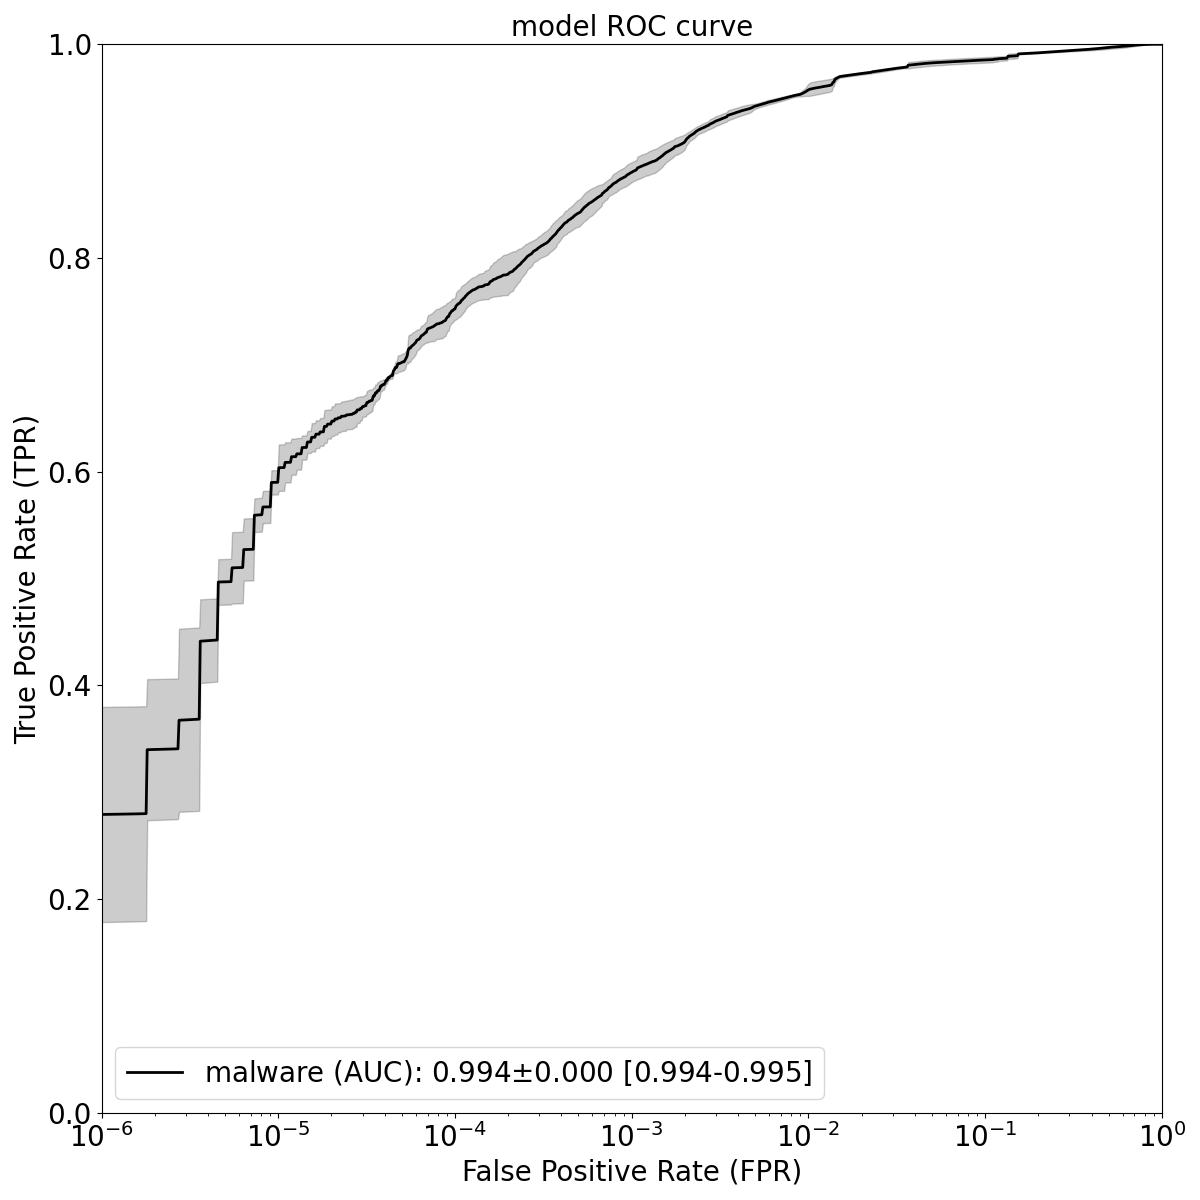 model ROC curve
1.0
0.8
0.6
0.4
0.2
0.0
True Positive Rate (TPR)
malware (AUC): 0.994±0.000 [0.994-0.995]
10⁻⁶ 10⁻⁵ 10⁻⁴ 10⁻³ 10⁻² 10⁻¹ 10⁰
False Positive Rate (FPR)